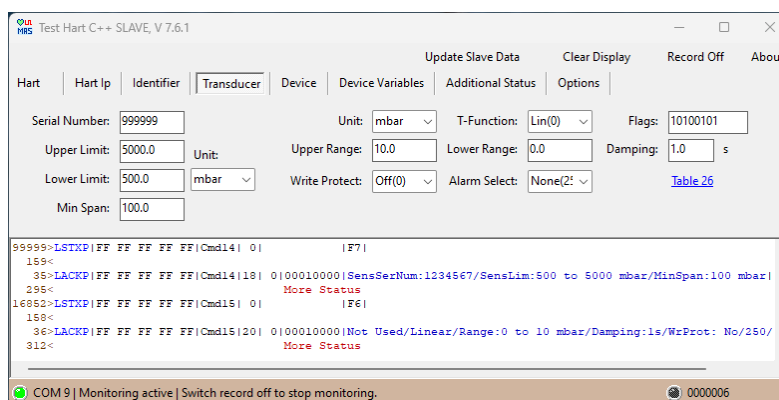 MRS Test Hart C++ SLAVE, V 7.6.1
Update Slave Data Clear Display Record Off Abou
Hart Hart Ip Identifier Transducer Device Device Variables Additional Status Options
Serial Number: 999999 Unit: mbar T-Function: Lin(0) Flags: 10100101
Upper Limit: 5000.0 Unit: Upper Range: 10.0 Lower Range: 0.0 Damping: 1.0 s
Lower Limit: 500.0 mbar Write Protect: Off(0) Alarm Select: None(2! Table 26
Min Span: 100.0
99999>LSTXP|FF FF FF FF FF|Cmd14| 0| |F7|
159<
35>LACKP|FF FF FF FF FF|Cmd14|18| 0|00010000|SensSerNum:1234567/SensLim:500 to 5000 mbar/MinSpan:100 mbar|
295< More Status
16852>LSTXP|FF FF FF FF FF|Cmd15| 0| |F6|
158<
36>LACKP|FF FF FF FF FF|Cmd15|20| 0|00010000|Not Used/Linear/Range:0 to 10 mbar/Damping:1s/WrProt: No/250/
312< More Status
COM 9 | Monitoring active | Switch record off to stop monitoring. 0000006